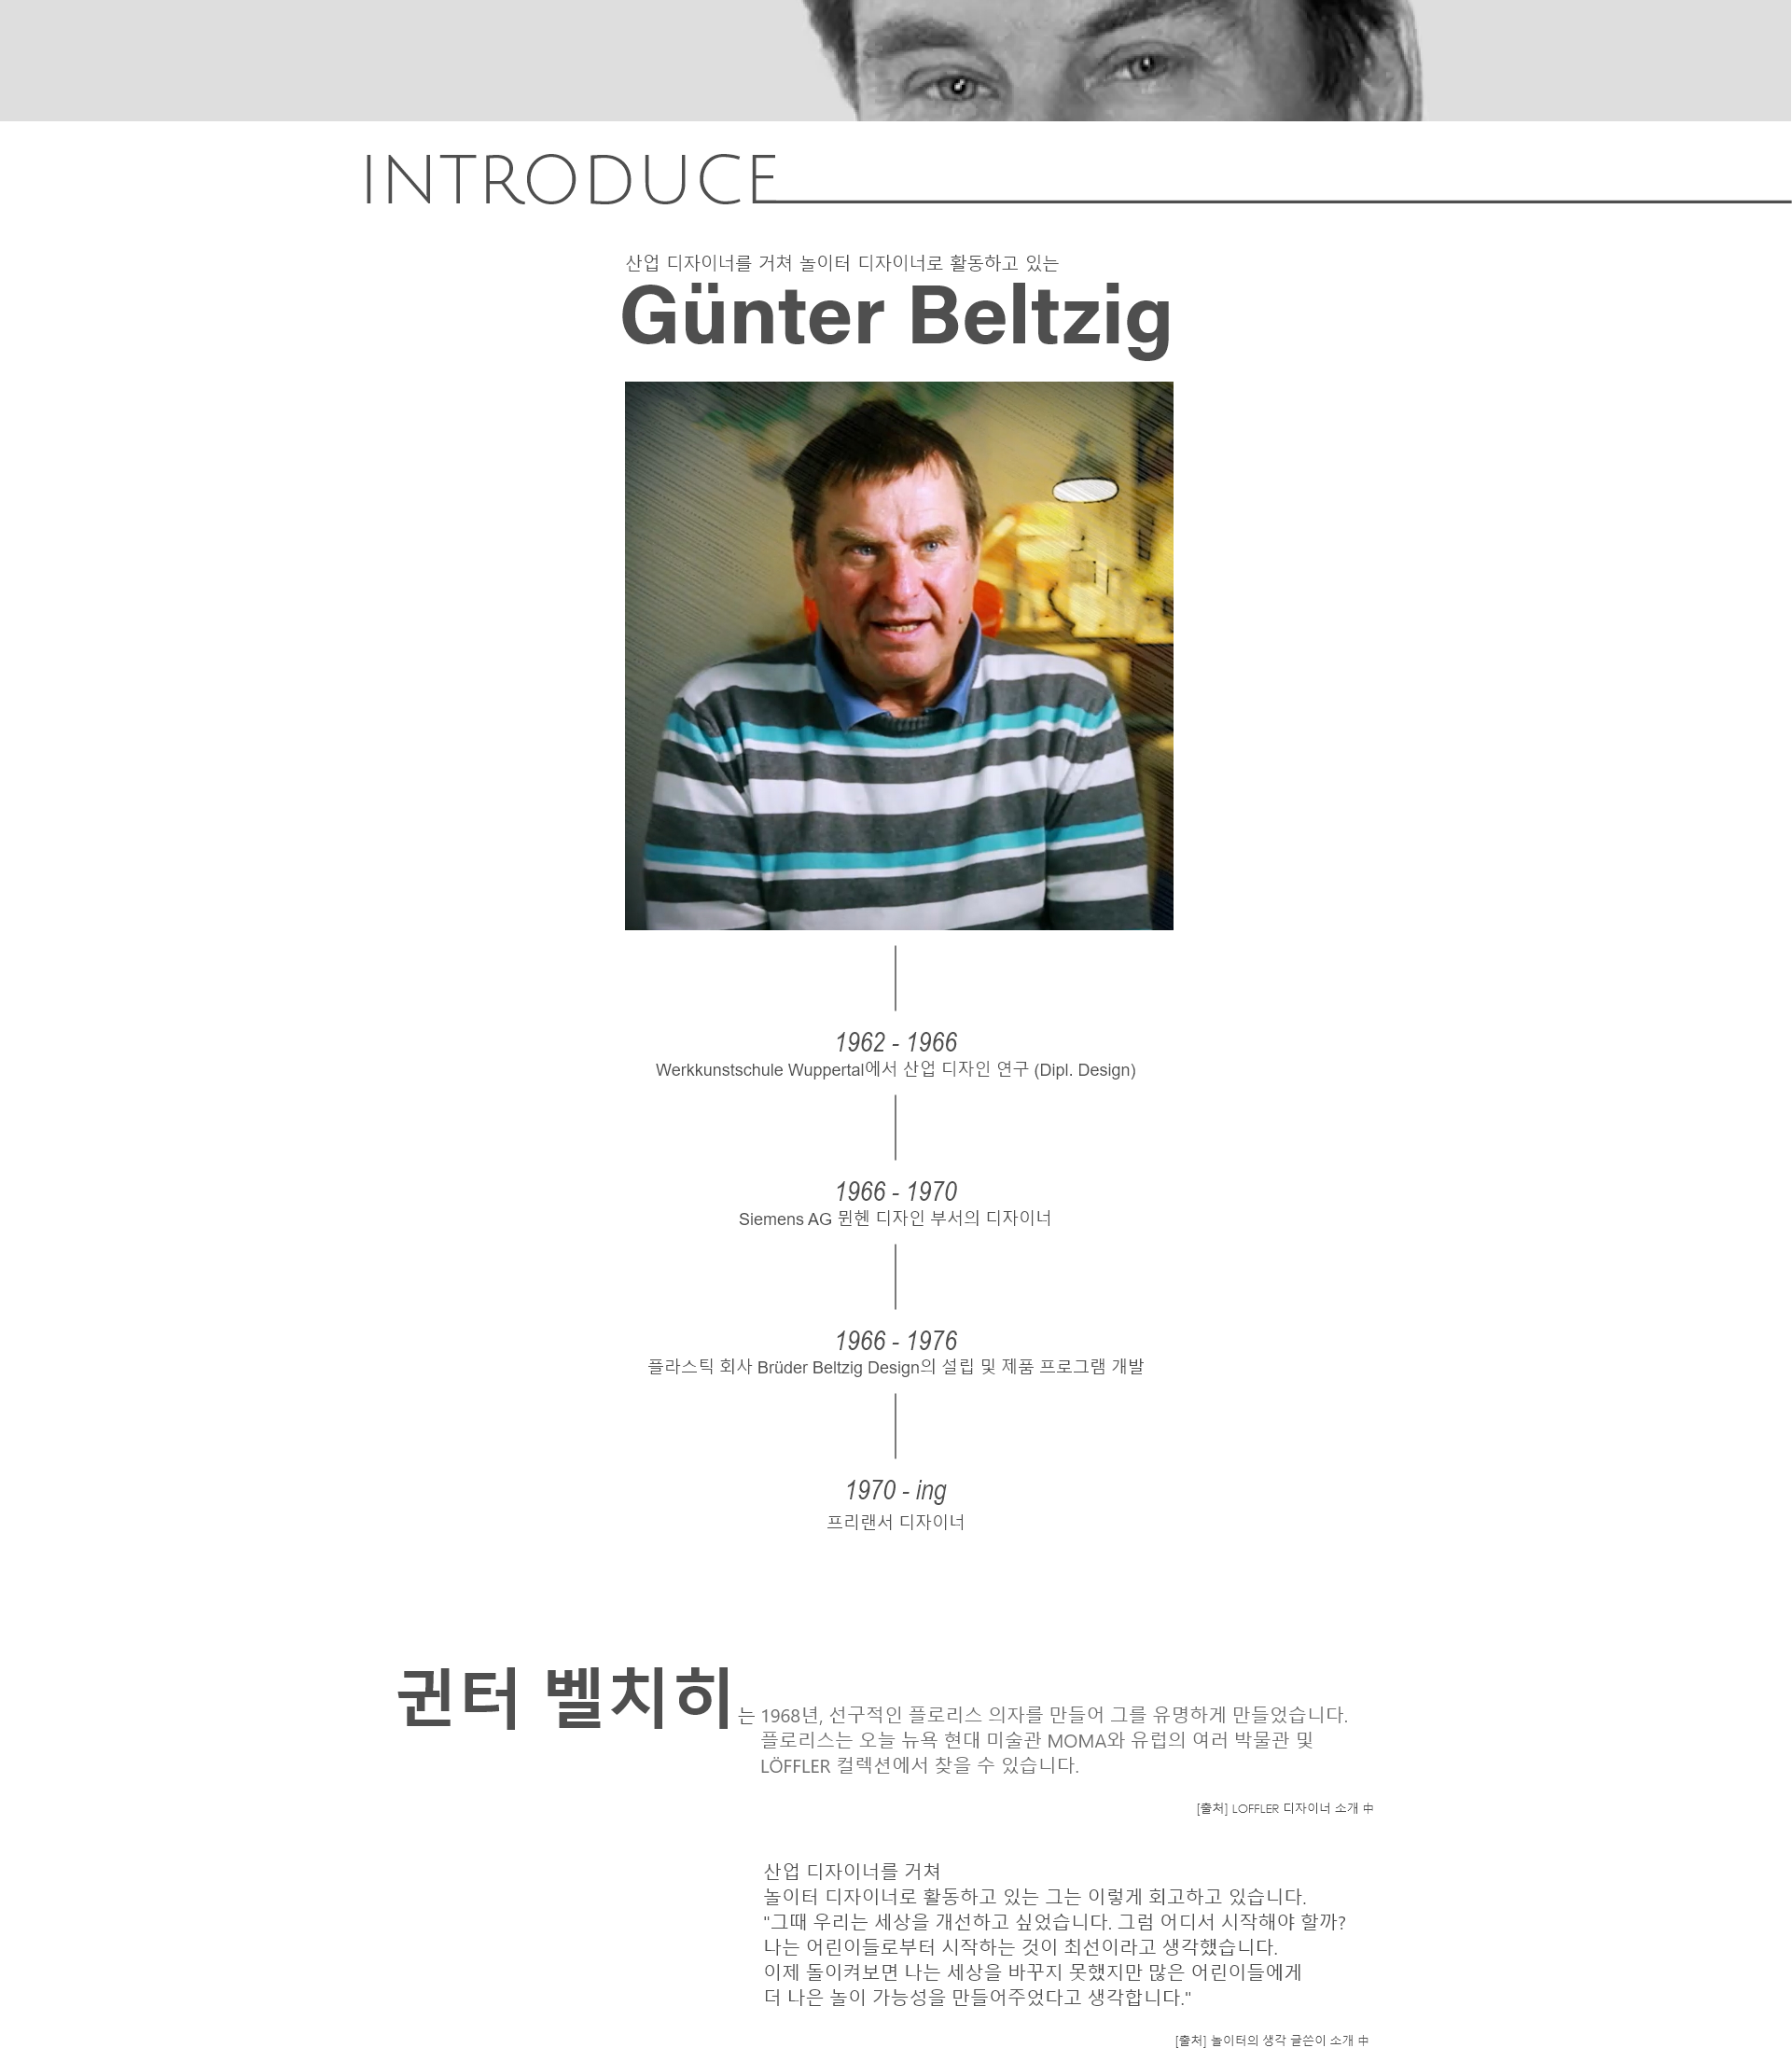 INTRODUCE
산업 디자이너를 거쳐 놀이터 디자이너로 활동하고 있는
Günter Beltzig
1962 - 1966
Werkkunstschule Wuppertal에서 산업 디자인 연구 (Dipl. Design)
1966 - 1970
Siemens AG 뮌헨 디자인 부서의 디자이너
1966 - 1976
플라스틱 회사 Brüder Beltzig Design의 설립 및 제품 프로그램 개발
1970 - ing
프리랜서 디자이너
귄터 벨치히는 1968년, 선구적인 플로리스 의자를 만들어 그를 유명하게 만들었습니다.
플로리스는 오늘 뉴욕 현대 미술관 MOMA와 유럽의 여러 박물관 및
LÖFFLER 컬렉션에서 찾을 수 있습니다.
[출처] LOFFLER 디자이너 소개 中
산업 디자이너를 거쳐
놀이터 디자이너로 활동하고 있는 그는 이렇게 회고하고 있습니다.
"그때 우리는 세상을 개선하고 싶었습니다. 그럼 어디서 시작해야 할까?
나는 어린이들로부터 시작하는 것이 최선이라고 생각했습니다.
이제 돌이켜보면 나는 세상을 바꾸지 못했지만 많은 어린이들에게
더 나은 놀이 가능성을 만들어주었다고 생각합니다."
[출처] 놀이터의 생각 글쓴이 소개 中